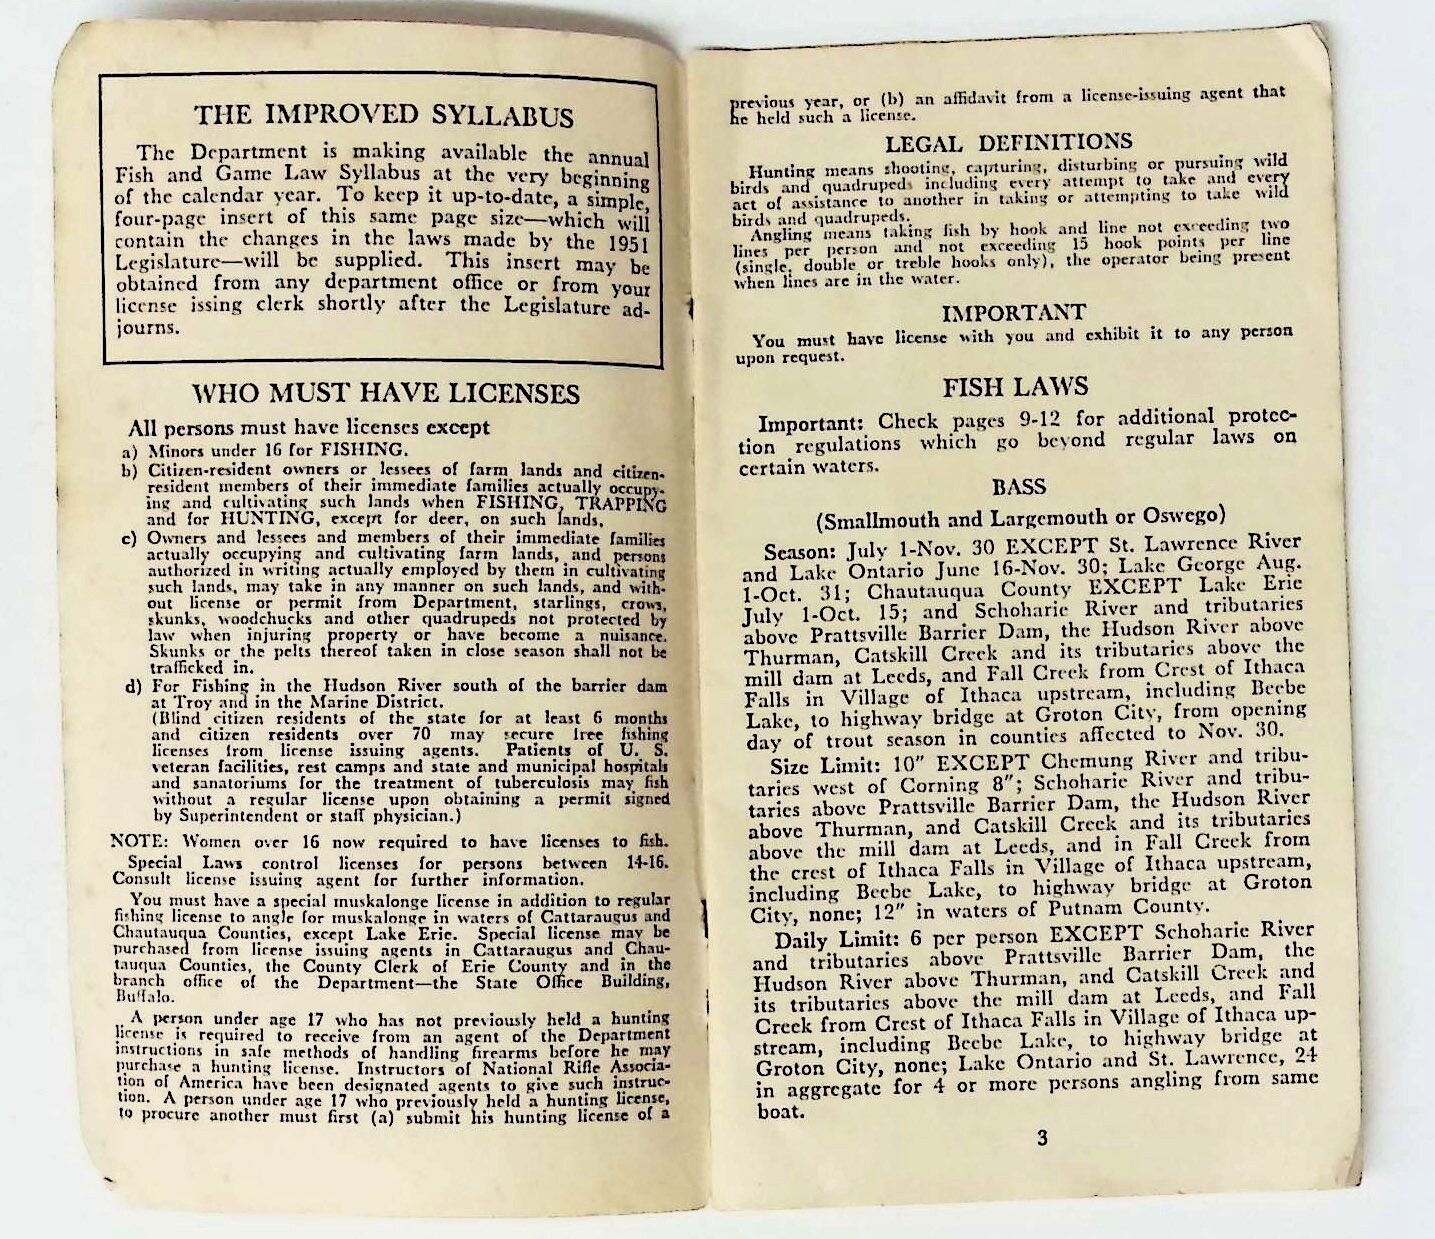 THE IMPROVED SYLLABUS
The Department is making available the annual
Fish and Game Law Syllabus at the very beginning
of the calendar year. To keep it up-to-date, a simple,
four-page insert of this same page size—which will
contain the changes in the laws made by the 1951
Legislature—will be supplied. This insert may be
obtained from any department office or from your
license issing clerk shortly after the Legislature ad-
journs.
WHO MUST HAVE LICENSES
All persons must have licenses except
a) Minors under 16 for FISHING.
b) Citizen-resident owners or lessees of farm lands and citizen-
resident members of their immediate families actually occupy-
ing and cultivating such lands when FISHING, TRAPPING
and for HUNTING, except for deer, on such lands.
c) Owners and lessees and members of their immediate families
actually occupying and cultivating farm lands, and persons
authorized in writing actually employed by them in cultivating
such lands, may take in any manner on such lands, and with-
out license or permit from Department, starlings, crows,
skunks, woodchucks and other quadrupeds not protected by
law when injuring property or have become a nuisance.
Skunks or the pelts thereof taken in close season shall not be
trafficked in.
d) For Fishing in the Hudson River south of the barrier dam
at Troy and in the Marine District.
(Blind citizen residents of the state for at least 6 months
and citizen residents over 70 may secure free fishing
licenses from license issuing agents. Patients of U. S.
veteran facilities, rest camps and state and municipal hospitals
and sanatoriums for the treatment of tuberculosis may fish
without a regular license upon obtaining a permit signed
by Superintendent or staff physician.)
NOTE: Women over 16 now required to have licenses to fish.
Special Laws control licenses for persons between 14-16.
Consult license issuing agent for further information.
You must have a special muskalonge license in addition to regular
fishing license to angle for muskalonge in waters of Cattaraugus and
Chautauqua Counties, except Lake Erie. Special license may be
purchased from license issuing agents in Cattaraugus and Chau-
tauqua Counties, the County Clerk of Erie County and in the
branch office of the Department—the State Office Building,
Buffalo.
A person under age 17 who has not previously held a hunting
license is required to receive from an agent of the Department
instructions in safe methods of handling firearms before he may
purchase a hunting license. Instructors of National Rifle Associa-
tion of America have been designated agents to give such instruc-
tion. A person under age 17 who previously held a hunting license,
to procure another must first (a) submit his hunting license of a
previous year, or (b) an affidavit from a license-issuing agent that
he held such a license.
LEGAL DEFINITIONS
Hunting means shooting, capturing, disturbing or pursuing wild
birds and quadrupeds including every attempt to take and every
act of assistance to another in taking or attempting to take wild
birds and quadrupeds.
Angling means taking fish by hook and line not exceeding two
lines per person and not exceeding 15 hook points per line
(single, double or treble hooks only), the operator being present
when lines are in the water.
IMPORTANT
You must have license with you and exhibit it to any person
upon request.
FISH LAWS
Important: Check pages 9-12 for additional protec-
tion regulations which go beyond regular laws on
certain waters.
BASS
(Smallmouth and Largemouth or Oswego)
Season: July 1-Nov. 30 EXCEPT St. Lawrence River
and Lake Ontario June 16-Nov. 30; Lake George Aug.
1-Oct. 31; Chautauqua County EXCEPT Lake Erie
July 1-Oct. 15; and Schoharie River and tributaries
above Prattsville Barrier Dam, the Hudson River above
Thurman, Catskill Creek and its tributaries above the
mill dam at Leeds, and Fall Creek from Crest of Ithaca
Falls in Village of Ithaca upstream, including Beebe
Lake, to highway bridge at Groton City, from opening
day of trout season in counties affected to Nov. 30.
Size Limit: 10" EXCEPT Chemung River and tribu-
taries west of Corning 8"; Schoharie River and tribu-
taries above Prattsville Barrier Dam, the Hudson River
above Thurman, and Catskill Creek and its tributaries
above the mill dam at Leeds, and in Fall Creek from
the crest of Ithaca Falls in Village of Ithaca upstream,
including Beebe Lake, to highway bridge at Groton
City, none; 12" in waters of Putnam County.
Daily Limit: 6 per person EXCEPT Schoharie River
and tributaries above Prattsville Barrier Dam, the
Hudson River above Thurman, and Catskill Creek and
its tributaries above the mill dam at Leeds, and Fall
Creek from Crest of Ithaca Falls in Village of Ithaca up-
stream, including Beebe Lake, to highway bridge at
Groton City, none; Lake Ontario and St. Lawrence, 24
in aggregate for 4 or more persons angling from same
boat.
3